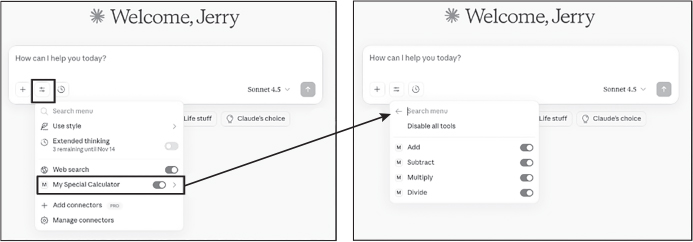 Welcome, Jerry
How can I help you today?
Sonnet 4.5
Search menu
Use style
Extended thinking
2 remaining until Nov 14
Web search
M My Special Calculator
Add connectors PRO
Manage connectors
Life stuff
Claude's choice
Welcome, Jerry
How can I help you today?
Sonnet 4.5
Search menu
Disable all tools
M Add
M Subtract
M Multiply
M Divide
Life stuff
Claude's choice